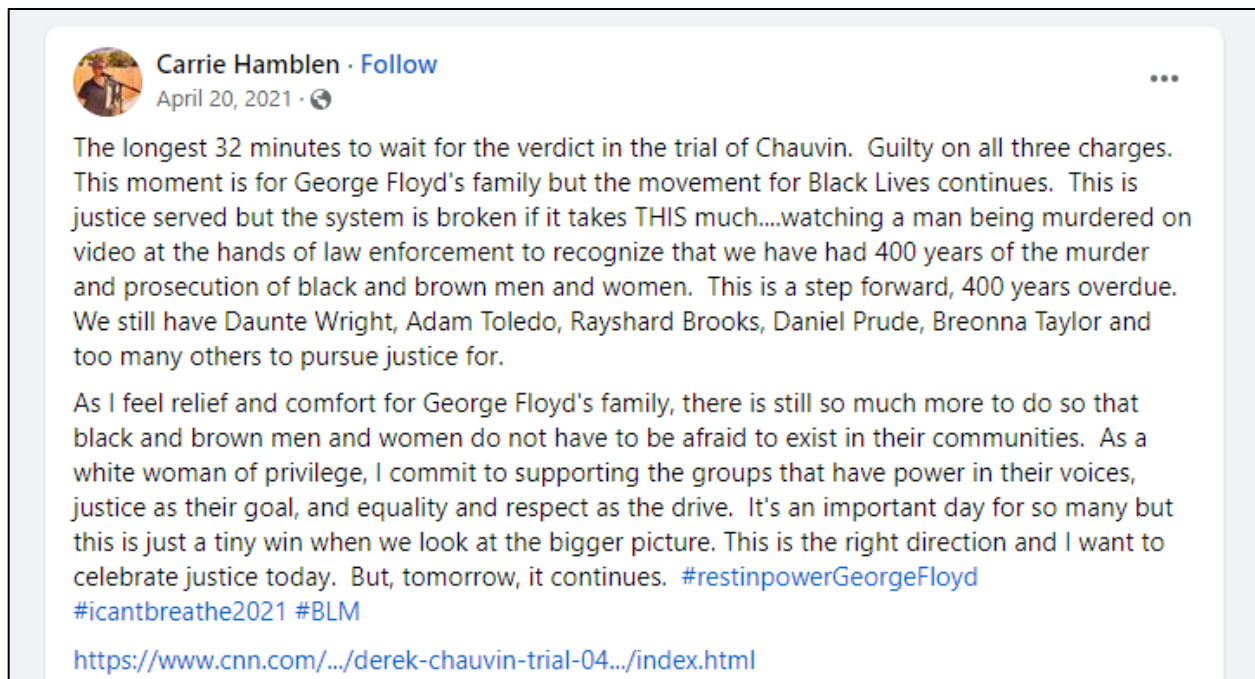 Carrie Hamblen · Follow
April 20, 2021 ·
The longest 32 minutes to wait for the verdict in the trial of Chauvin.  Guilty on all three charges.
This moment is for George Floyd's family but the movement for Black Lives continues.  This is
justice served but the system is broken if it takes THIS much....watching a man being murdered on
video at the hands of law enforcement to recognize that we have had 400 years of the murder
and prosecution of black and brown men and women.  This is a step forward, 400 years overdue.
We still have Daunte Wright, Adam Toledo, Rayshard Brooks, Daniel Prude, Breonna Taylor and
too many others to pursue justice for.
As I feel relief and comfort for George Floyd's family, there is still so much more to do so that
black and brown men and women do not have to be afraid to exist in their communities.  As a
white woman of privilege, I commit to supporting the groups that have power in their voices,
justice as their goal, and equality and respect as the drive.  It's an important day for so many but
this is just a tiny win when we look at the bigger picture. This is the right direction and I want to
celebrate justice today.  But, tomorrow, it continues.  #restinpowerGeorgeFloyd
#icantbreathe2021 #BLM
https://www.cnn.com/.../derek-chauvin-trial-04.../index.html